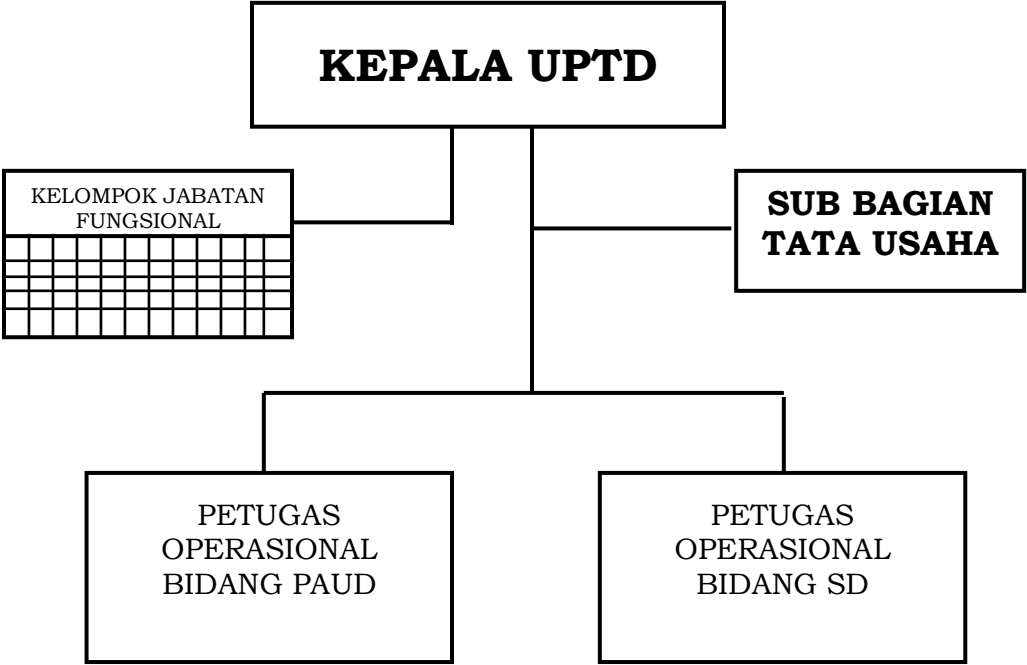 KEPALA UPTD
KELOMPOK JABATAN
FUNGSIONAL
SUB BAGIAN
TATA USAHA
PETUGAS
OPERASIONAL
BIDANG PAUD
PETUGAS
OPERASIONAL
BIDANG SD